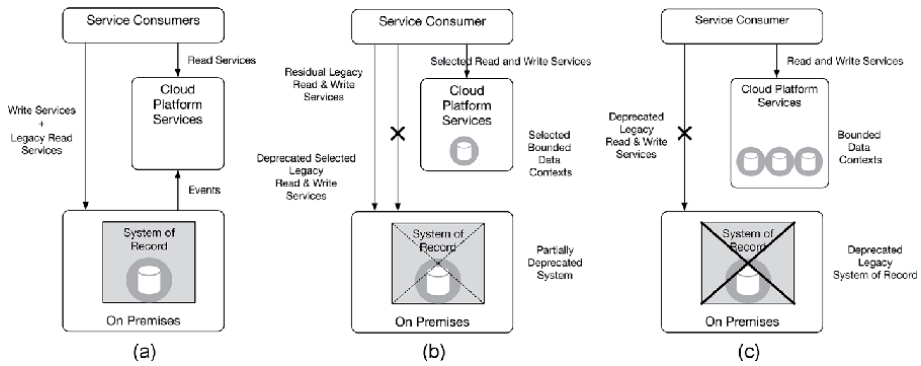 Service Consumers
Read Services
Cloud
Platform
Services
Write Services
+
Legacy Read
Services
Events
System of
Record
On Premises
(a)
Service Consumer
Residual Legacy
Read & Write
Services
Selected Read and Write Services
Cloud
Platform
Services
Selected
Bounded
Data
Contexts
Deprecated Selected
Legacy
Read & Write
Services
System of
Record
Partially
Deprecated
System
On Premises
(b)
Service Consumer
Read and Write Services
Cloud Platform
Services
Deprecated
Legacy
Read & Write
Services
Bounded
Data
Contexts
System of
Record
Deprecated
Legacy
System of Record
On Premises
(c)